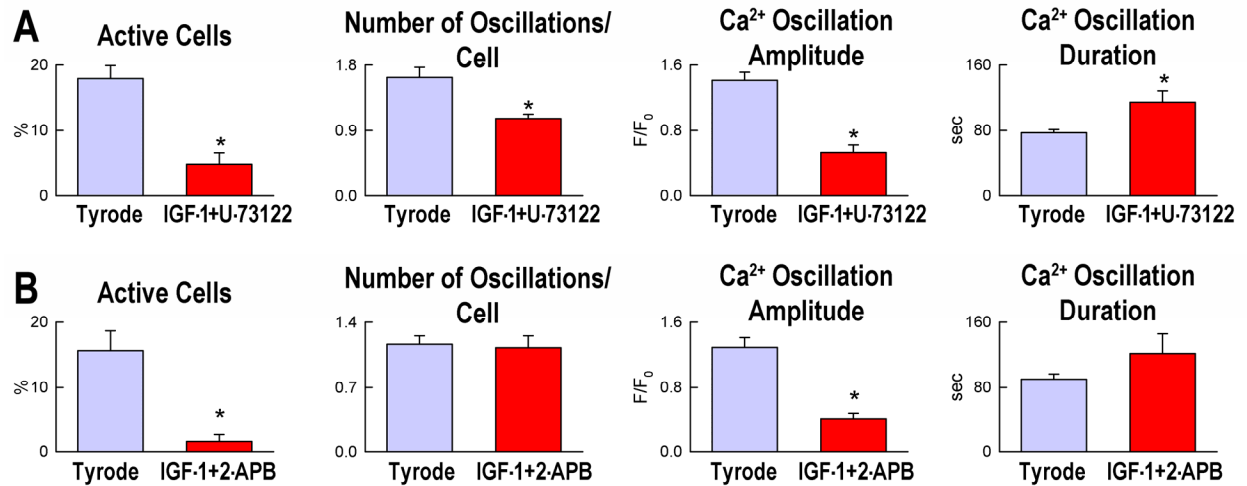 A
Active Cells
Number of Oscillations/
Cell
Ca²⁺ Oscillation
Amplitude
Ca²⁺ Oscillation
Duration
20
10
0
%
*
Tyrode
IGF-1+U-73122
1.8
0.9
0.0
*
Tyrode
IGF-1+U-73122
1.6
0.8
0.0
F/F₀
*
Tyrode
IGF-1+U-73122
160
80
0
sec
*
Tyrode
IGF-1+U-73122
B
Active Cells
Number of Oscillations/
Cell
Ca²⁺ Oscillation
Amplitude
Ca²⁺ Oscillation
Duration
20
10
0
%
*
Tyrode
IGF-1+2-APB
1.4
0.7
0.0
Tyrode
IGF-1+2-APB
1.6
0.8
0.0
F/F₀
*
Tyrode
IGF-1+2-APB
160
80
0
sec
Tyrode
IGF-1+2-APB